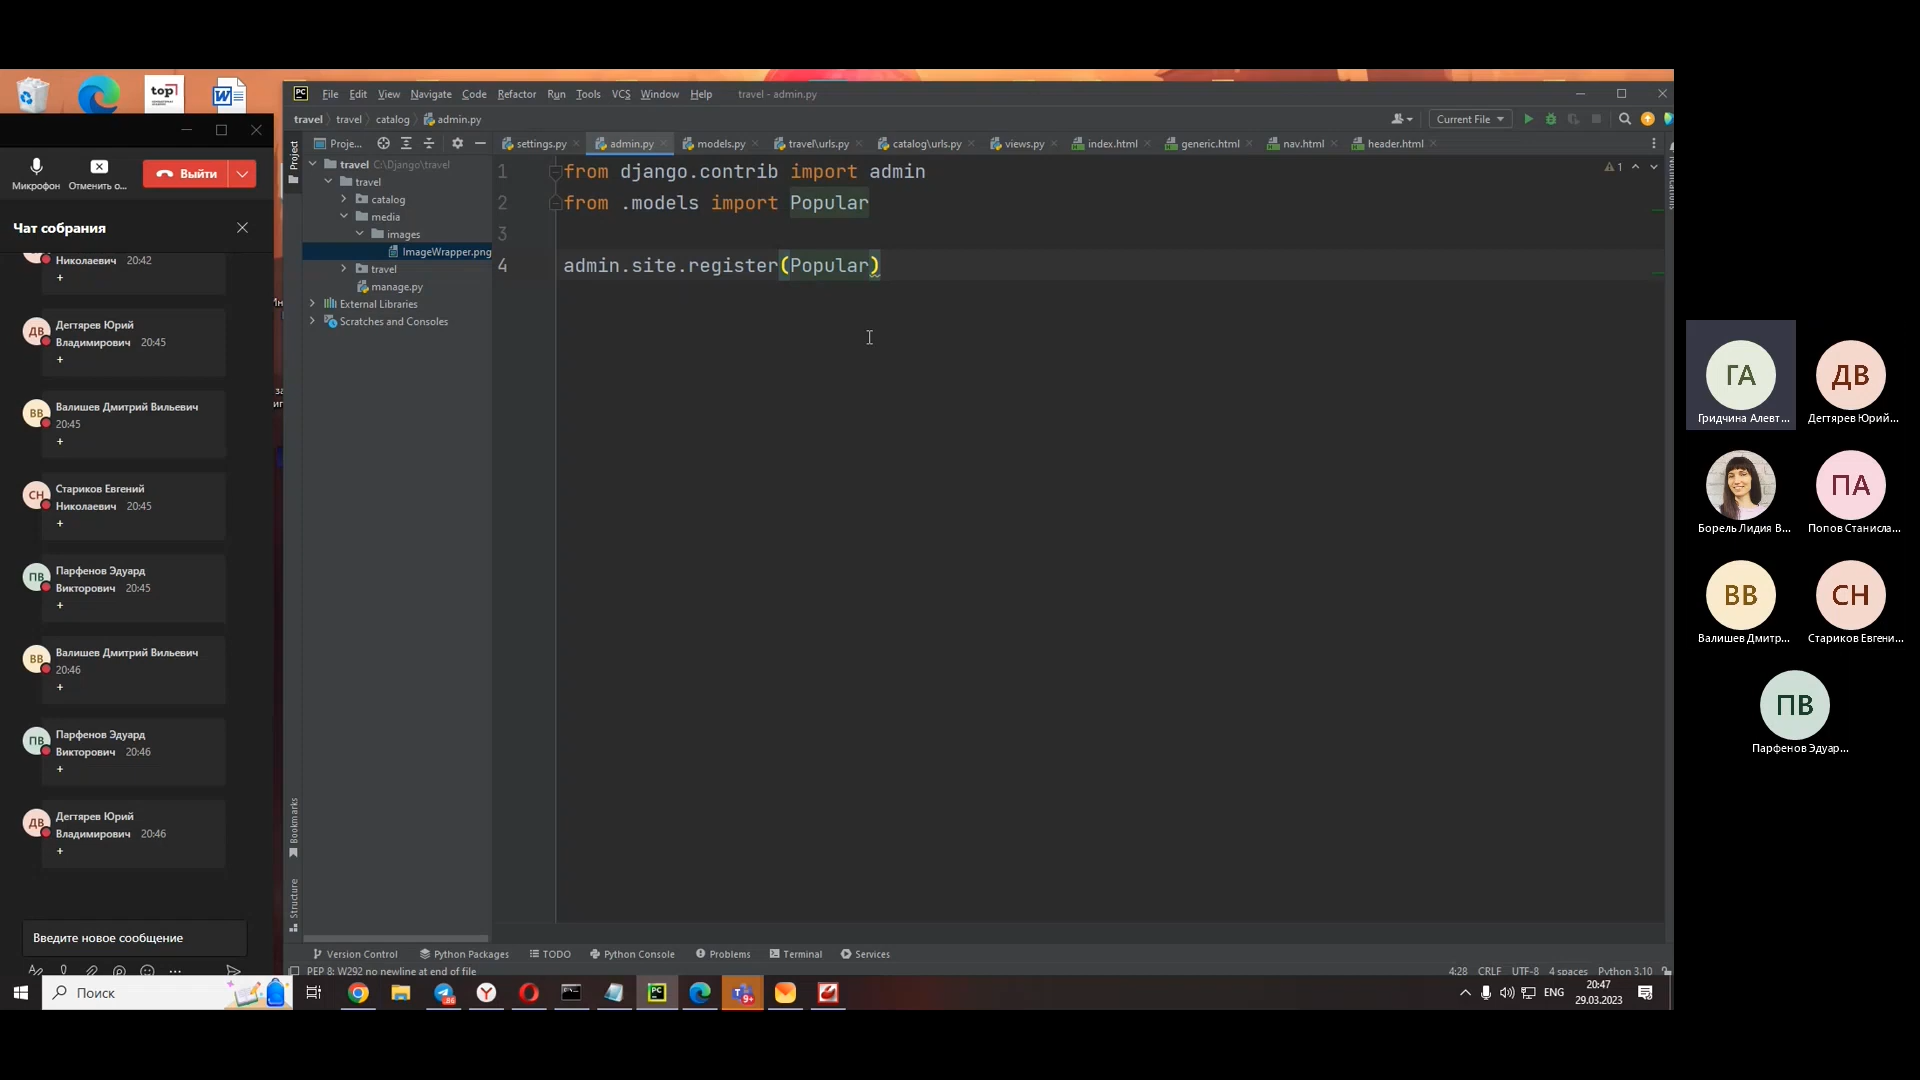 top
File Edit View Navigate Code Refactor Run Tools VCS Window Help travel - admin.py
travel travel catalog admin.py
Current File
Микрофон
Отменить о...
Выйти
Чат собрания
Николаевич 20:42
+
Дегтярев Юрий
Владимирович 20:45
+
Валишев Дмитрий Вильевич
20:45
+
Стариков Евгений
Николаевич 20:45
+
Парфенов Эдуард
Викторович 20:45
+
Валишев Дмитрий Вильевич
20:46
+
Парфенов Эдуард
Викторович 20:46
+
Дегтярев Юрий
Владимирович 20:46
+
Введите новое сообщение
Project
Proje...
travel C:\Django\travel
travel
catalog
media
images
ImageWrapper.png
travel
manage.py
External Libraries
Scratches and Consoles
Bookmarks
Structure
settings.py admin.py models.py travel\urls.py catalog\urls.py views.py index.html generic.html nav.html header.html
1 from django.contrib import admin
2 from .models import Popular
3
4 admin.site.register(Popular)
1
Notifications
Version Control Python Packages TODO Python Console Problems Terminal Services
PEP 8: W292 no newline at end of file
4:28 CRLF UTF-8 4 spaces Python 3.10
Поиск
ENG
20:47
29.03.2023
ГА
Гридчина Алевт...
ДВ
Дегтярев Юрий...
Борель Лидия В...
ПА
Попов Станисла...
ВВ
Валишев Дмитр...
СН
Стариков Евгени...
ПВ
Парфенов Эдуар...